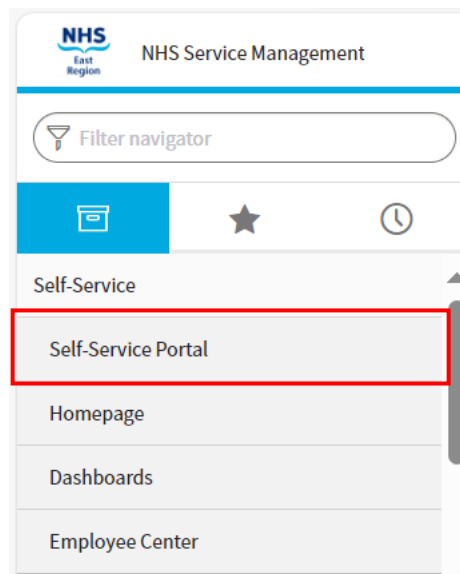 NHS
East
Region
NHS Service Management
Filter navigator
Self-Service
Self-Service Portal
Homepage
Dashboards
Employee Center